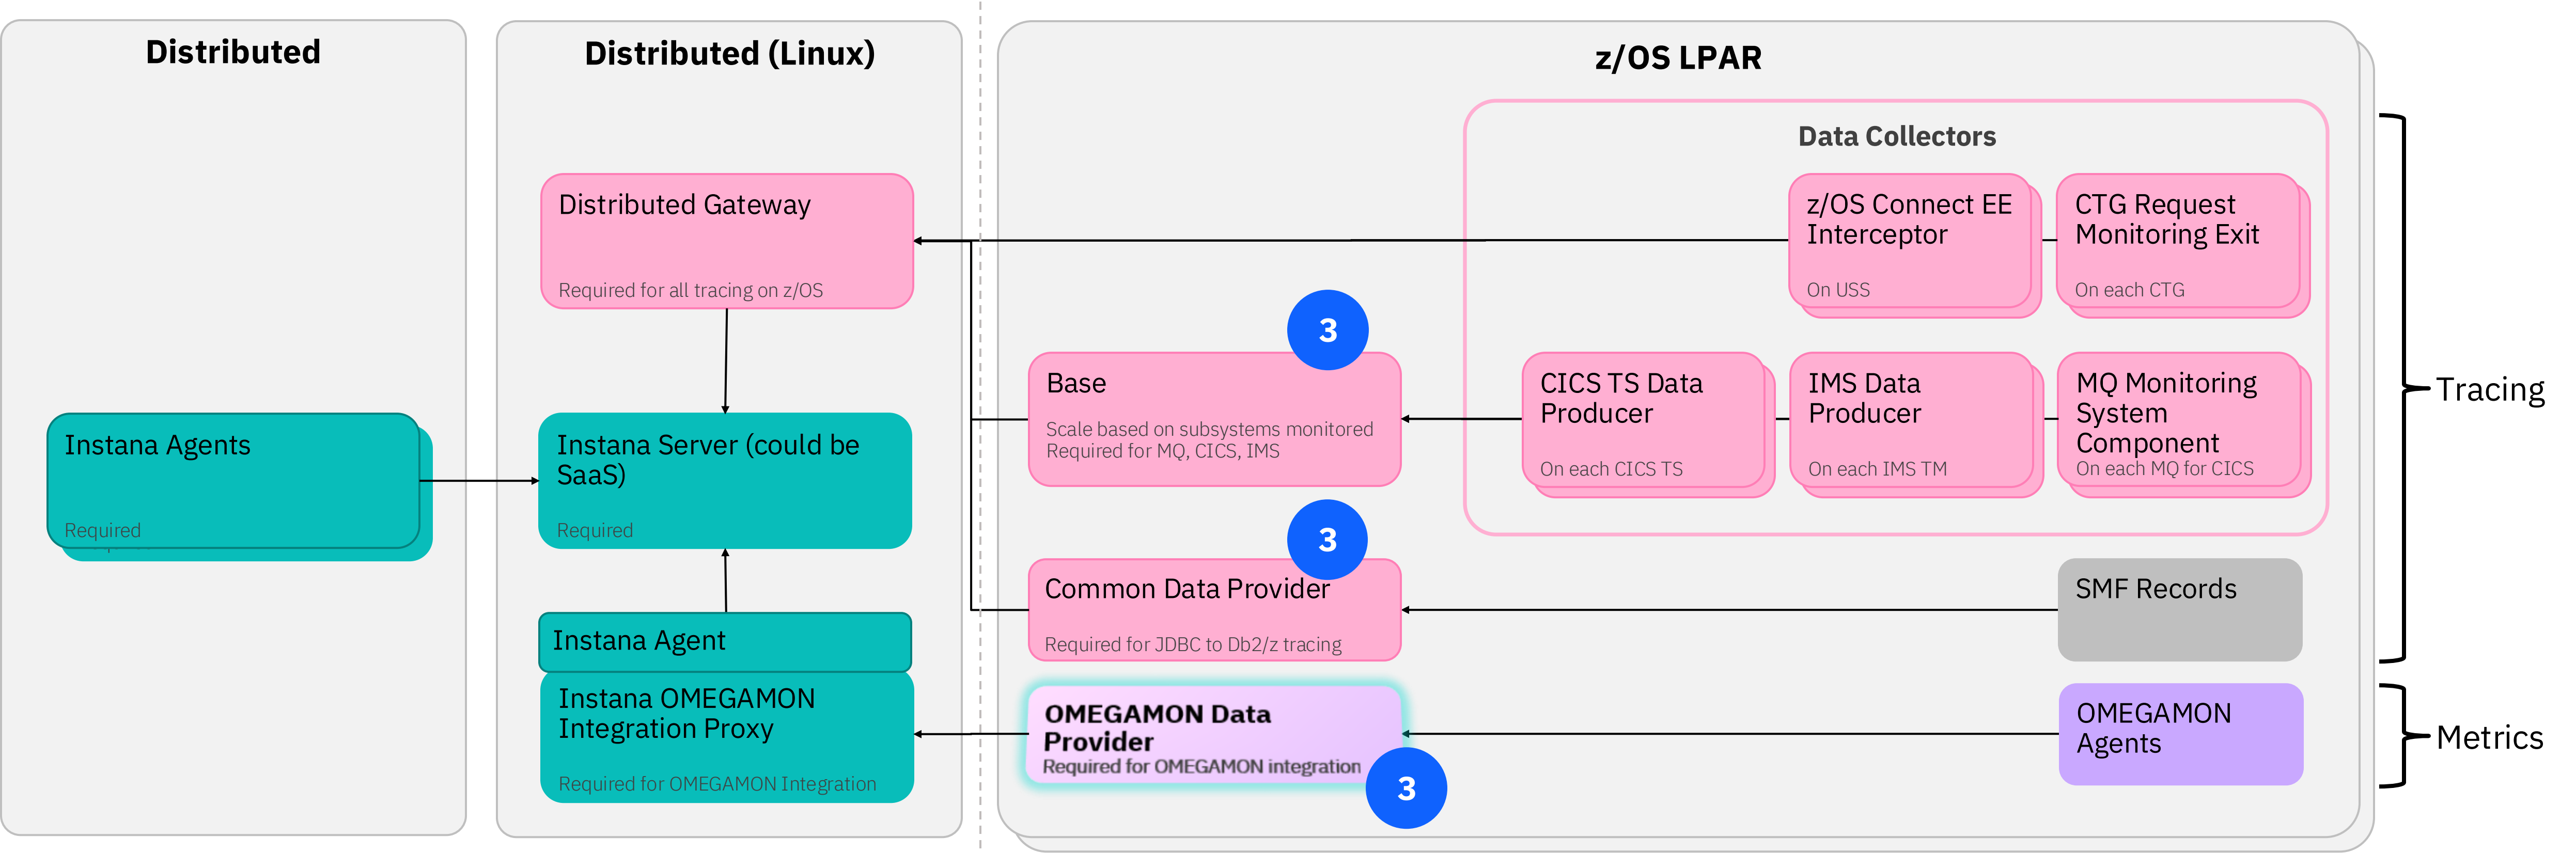 Distributed
Distributed (Linux)
z/OS LPAR
Data Collectors
Distributed Gateway
Required for all tracing on z/OS
z/OS Connect EE
Interceptor
On USS
CTG Request
Monitoring Exit
On each CTG
3
Base
Scale based on subsystems monitored
Required for MQ, CICS, IMS
CICS TS Data
Producer
On each CICS TS
IMS Data
Producer
On each IMS TM
MQ Monitoring
System
Component
On each MQ for CICS
Tracing
Instana Agents
Required
Instana Server (could be
SaaS)
Required
3
Common Data Provider
Required for JDBC to Db2/z tracing
SMF Records
Instana Agent
Instana OMEGAMON
Integration Proxy
Required for OMEGAMON Integration
OMEGAMON Data
Provider
Required for OMEGAMON integration
3
OMEGAMON
Agents
Metrics